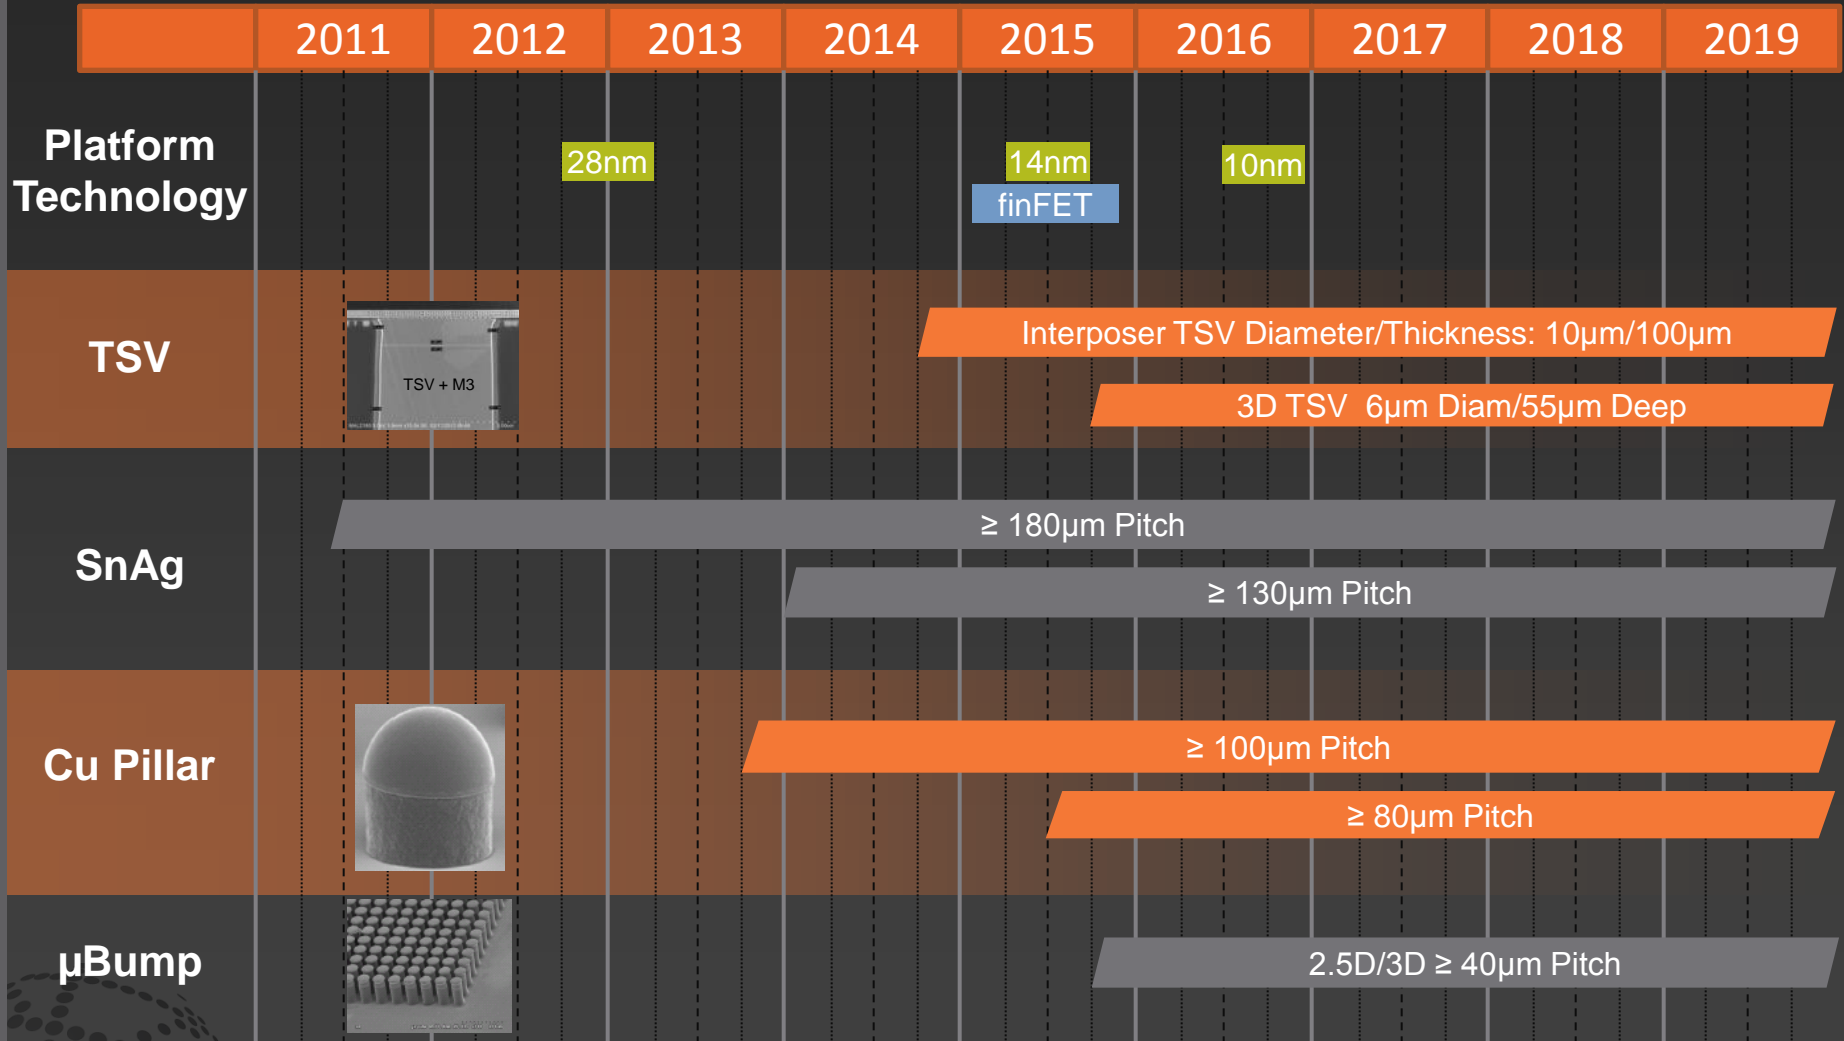 2011 2012 2013 2014 2015 2016 2017 2018 2019
Platform
Technology
28nm
14nm
finFET
10nm
TSV
TSV + M3
Interposer TSV Diameter/Thickness: 10µm/100µm
3D TSV 6µm Diam/55µm Deep
SnAg
≥ 180µm Pitch
≥ 130µm Pitch
Cu Pillar
≥ 100µm Pitch
≥ 80µm Pitch
µBump
2.5D/3D ≥ 40µm Pitch